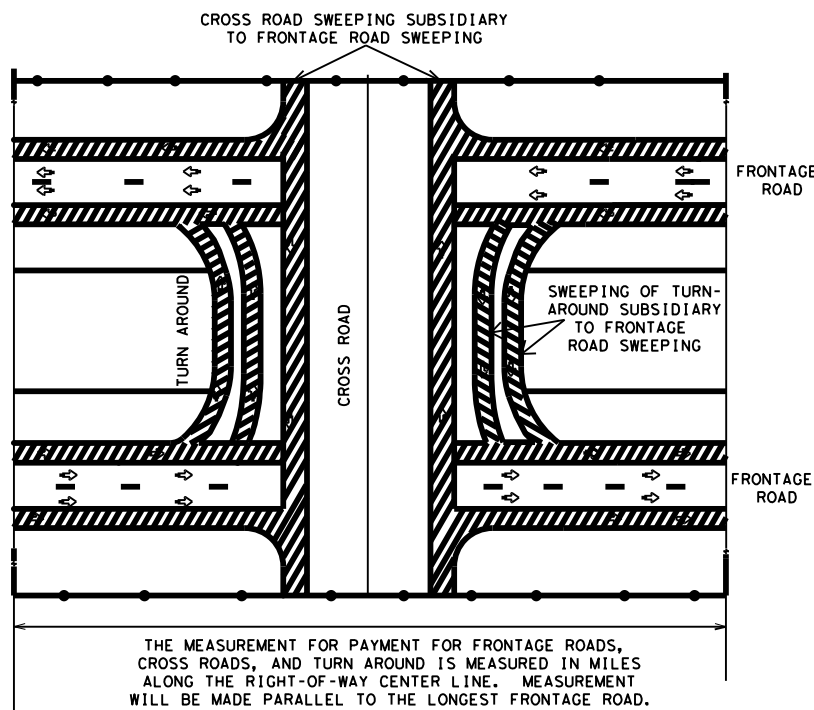 CROSS ROAD SWEEPING SUBSIDIARY
TO FRONTAGE ROAD SWEEPING
FRONTAGE
ROAD
TURN AROUND
CROSS ROAD
SWEEPING OF TURN-
AROUND SUBSIDIARY
TO FRONTAGE
ROAD SWEEPING
FRONTAGE
ROAD
THE MEASUREMENT FOR PAYMENT FOR FRONTAGE ROADS,
CROSS ROADS, AND TURN AROUND IS MEASURED IN MILES
ALONG THE RIGHT-OF-WAY CENTER LINE. MEASUREMENT
WILL BE MADE PARALLEL TO THE LONGEST FRONTAGE ROAD.